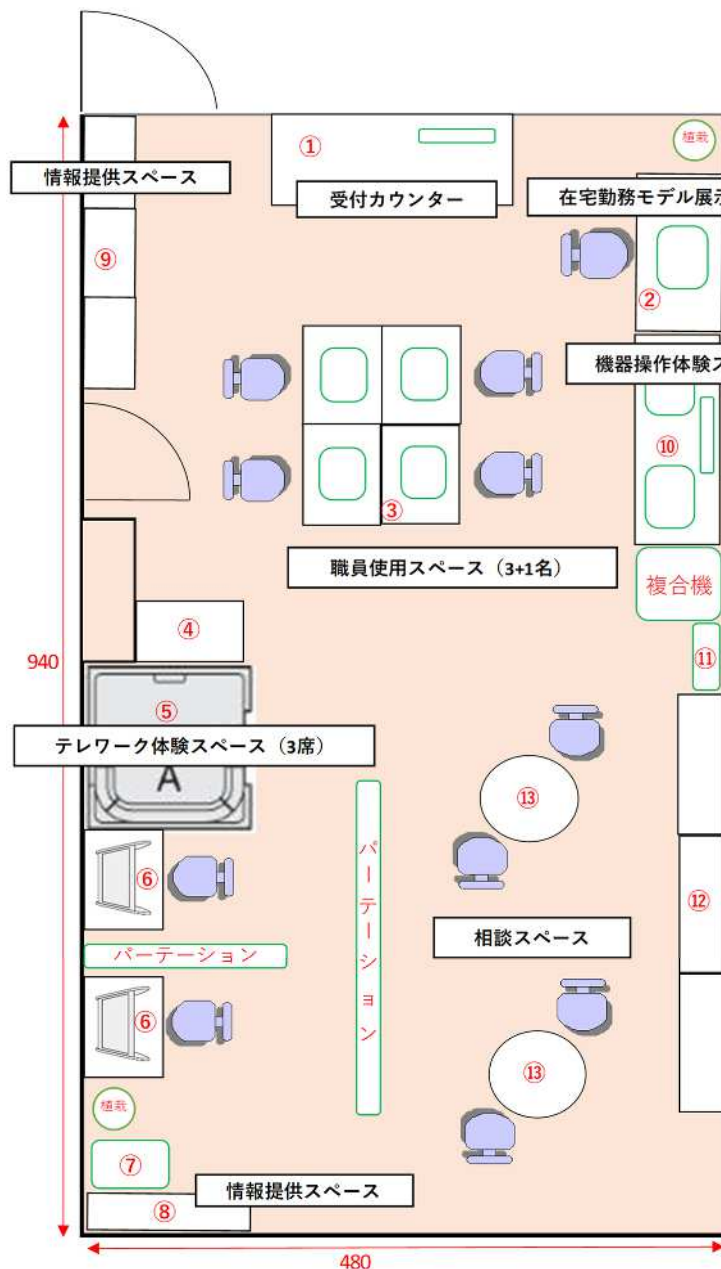 植栽
①
情報提供スペース
受付カウンター
在宅勤務モデル展示
⑨
②
機器操作体験ス
⑩
③
職員使用スペース（3+1名）
複合機
④
⑪
940
⑤
テレワーク体験スペース（3席）
A
⑬
パーテーション
⑥
⑫
相談スペース
パーテーション
⑥
⑬
植栽
⑦
情報提供スペース
⑧
480